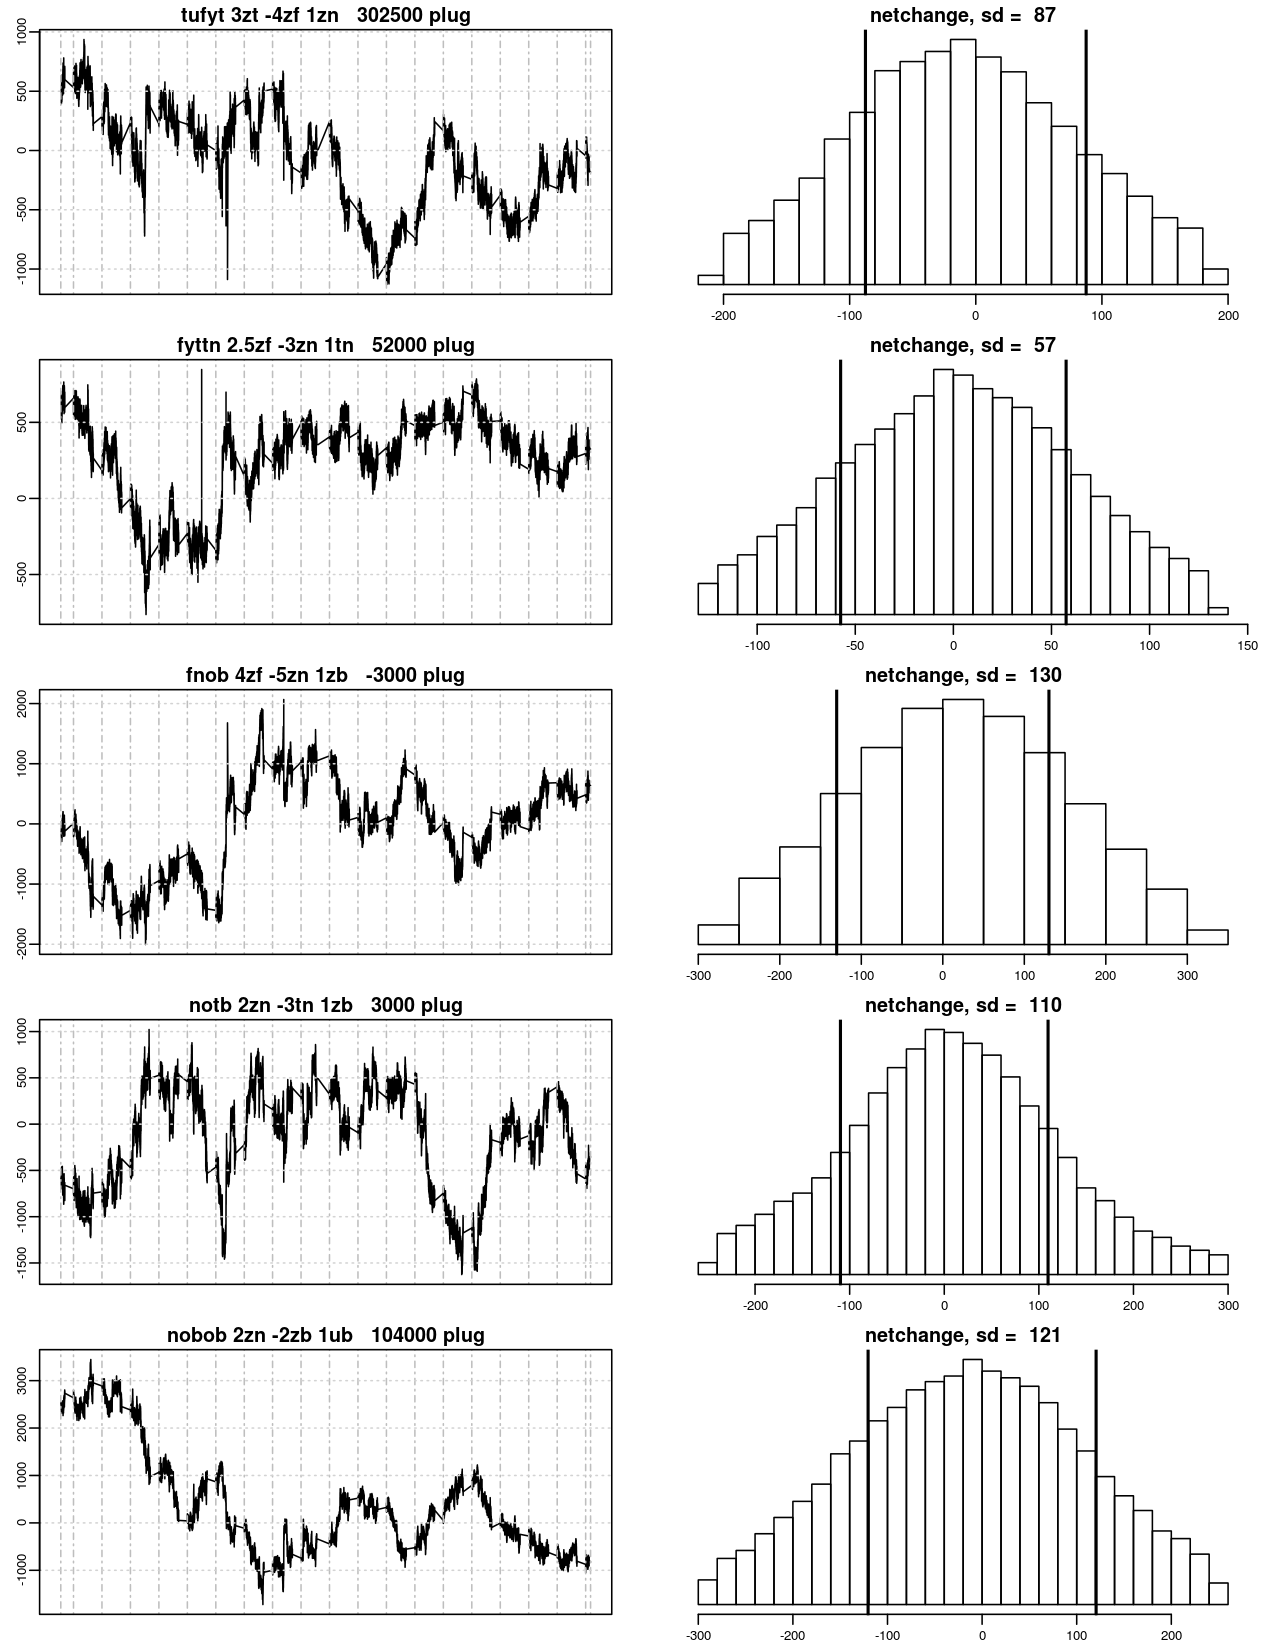 tufyt 3zt -4zf 1zn 302500 plug
1000
500
0
-500
-1000
netchange, sd = 87
-200 -100 0 100 200
fyttn 2.5zf -3zn 1tn 52000 plug
500
0
-500
netchange, sd = 57
-100 -50 0 50 100 150
fnob 4zf -5zn 1zb -3000 plug
2000
1000
0
-1000
-2000
netchange, sd = 130
-300 -200 -100 0 100 200 300
notb 2zn -3tn 1zb 3000 plug
1000
500
0
-500
-1000
-1500
netchange, sd = 110
-200 -100 0 100 200 300
nobob 2zn -2zb 1ub 104000 plug
3000
2000
1000
0
-1000
netchange, sd = 121
-300 -200 -100 0 100 200